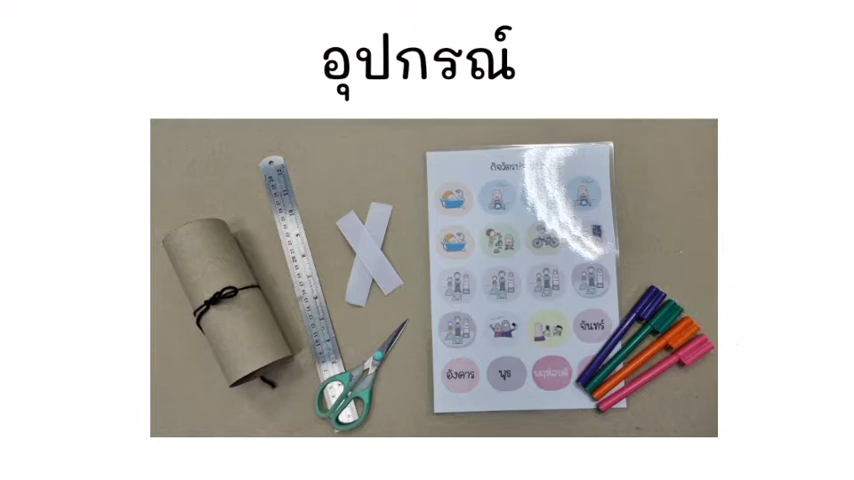 อุปกรณ์
จันทร์
อังคาร
พุธ
พฤหัสบดี